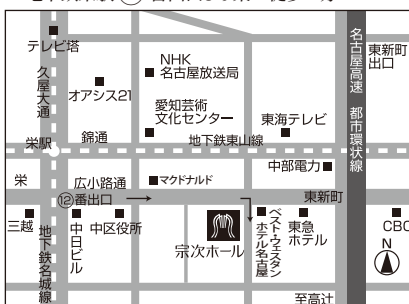 テレビ塔
久屋大通
NHK
名古屋放送局
オアシス21
愛知芸術
文化センター
名古屋高速 都市環状線
東新町
出口
東海テレビ
栄駅
錦通
地下鉄東山線
中部電力
栄
広小路通
マクドナルド
東新町
⑫番出口
三越
地下鉄名城線
中日ビル
中区役所
宗次ホール
ベスト・ウェスタン
ホテル名古屋
東急
ホテル
CBC
N
至高辻